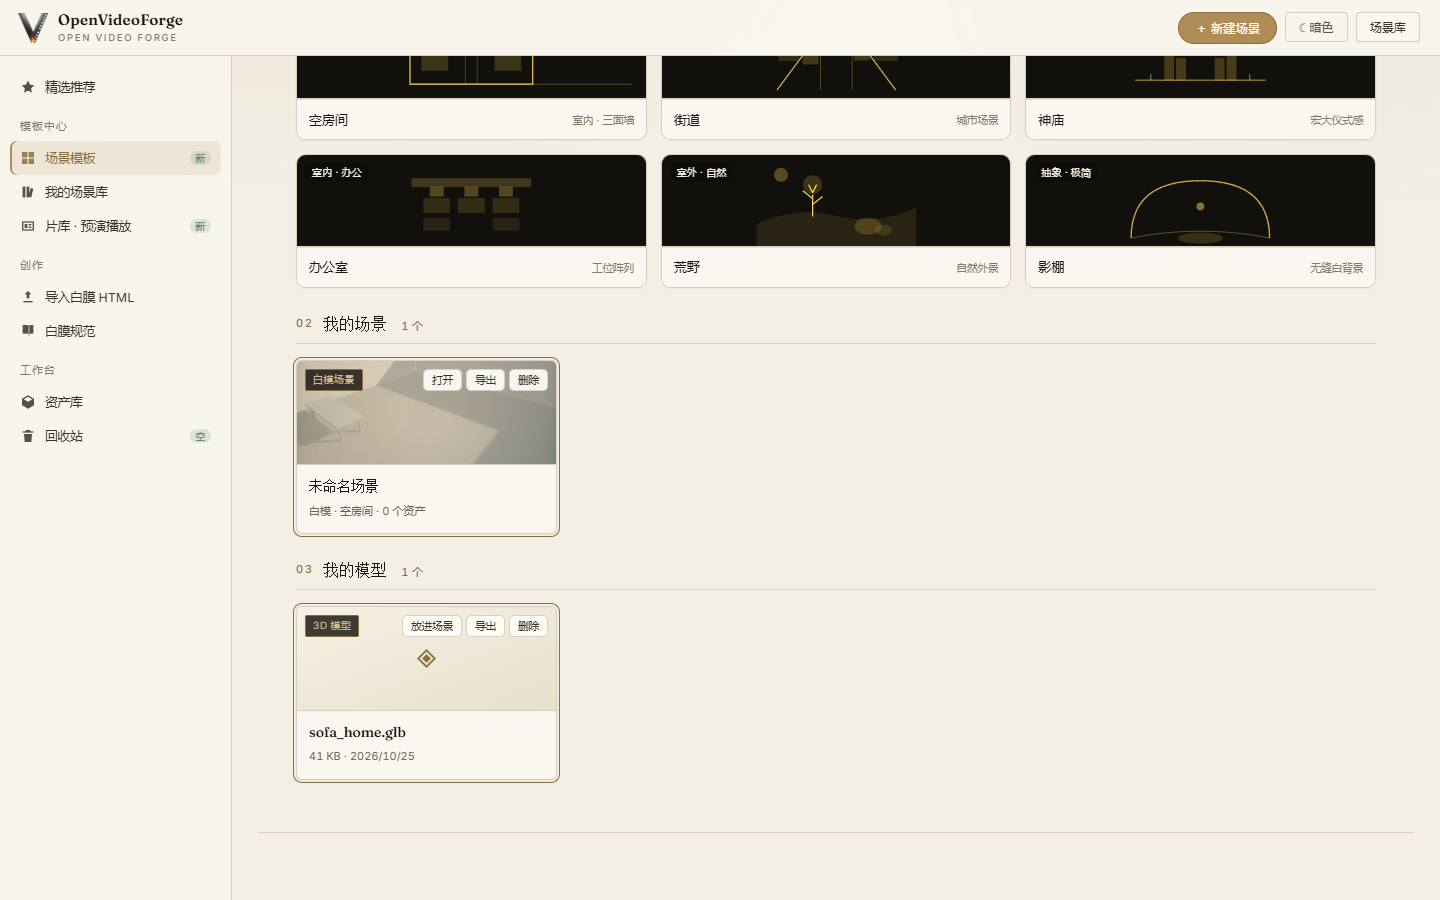 OpenVideoForge
OPEN VIDEO FORGE
+ 新建场景
☾暗色
场景库
精选推荐
模板中心
场景模板
新
我的场景库
片库 · 预演播放
新
创作
导入白膜 HTML
白膜规范
工作台
资产库
回收站
空
空房间
室内 · 三面墙
街道
城市场景
神庙
宏大仪式感
室内 · 办公
办公室
工位阵列
室外 · 自然
荒野
自然外景
抽象 · 极简
影棚
无缝白背景
02 我的场景 1 个
白模场景
打开
导出
删除
未命名场景
白模 · 空房间 · 0 个资产
03 我的模型 1 个
3D 模型
放进场景
导出
删除
sofa_home.glb
41 KB · 2026/10/25